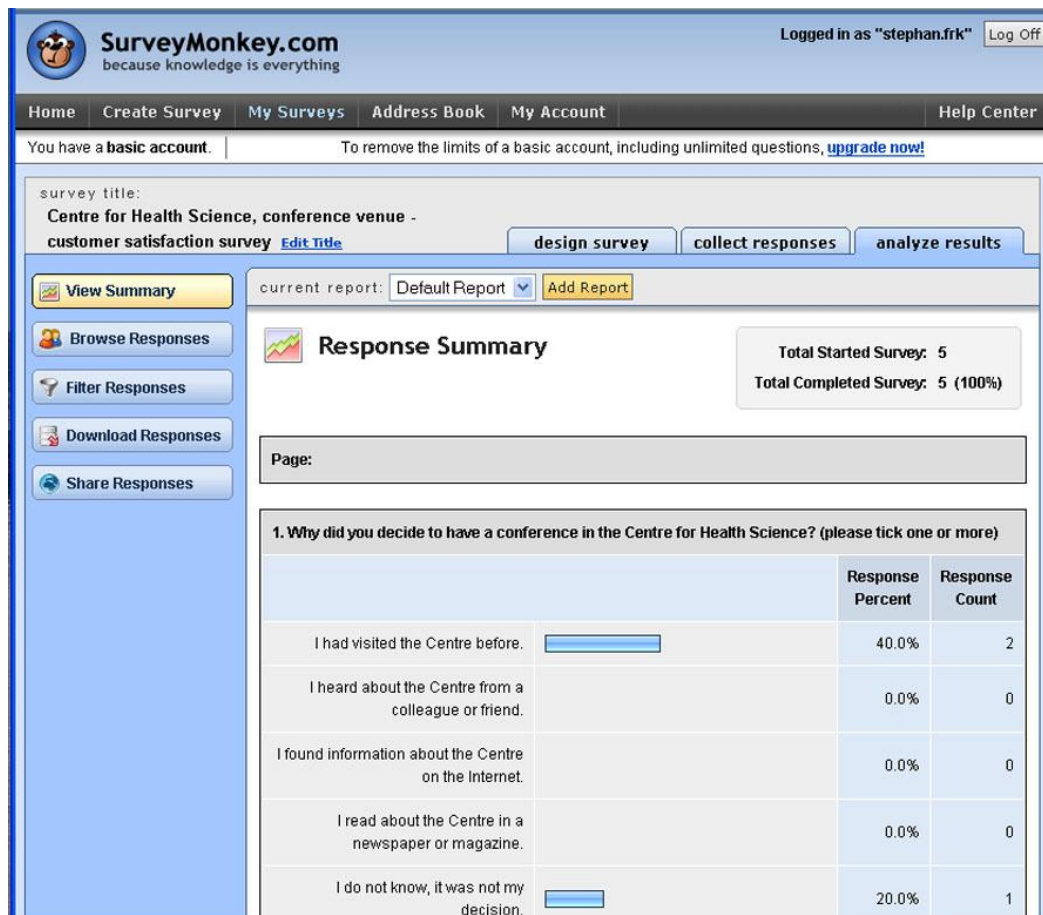 SurveyMonkey.com
because knowledge is everything
Logged in as "stephan.frk" Log Off
Home Create Survey My Surveys Address Book My Account Help Center
You have a basic account. To remove the limits of a basic account, including unlimited questions, upgrade now!
survey title:
Centre for Health Science, conference venue -
customer satisfaction survey Edit Title
design survey collect responses analyze results
View Summary
Browse Responses
Filter Responses
Download Responses
Share Responses
current report: Default Report Add Report
Response Summary
Total Started Survey: 5
Total Completed Survey: 5 (100%)
Page:
1. Why did you decide to have a conference in the Centre for Health Science? (please tick one or more)
Response Percent
Response Count
I had visited the Centre before. 40.0% 2
I heard about the Centre from a
colleague or friend. 0.0% 0
I found information about the Centre
on the Internet. 0.0% 0
I read about the Centre in a
newspaper or magazine. 0.0% 0
I do not know, it was not my
decision. 20.0% 1